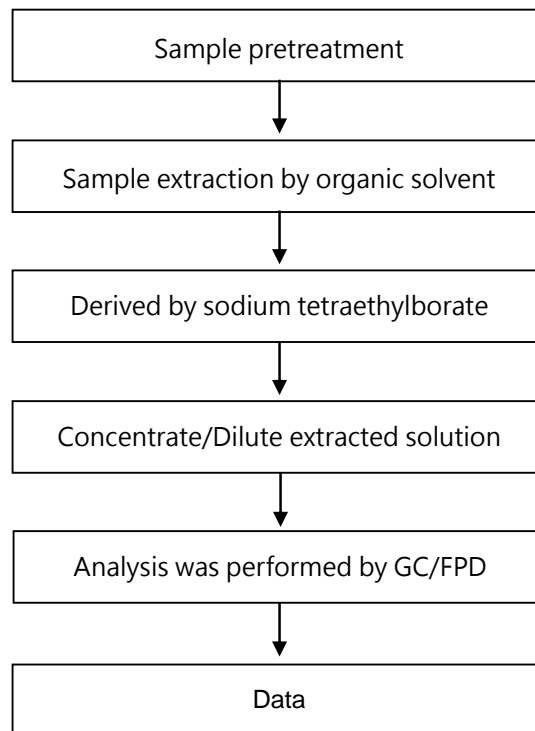 Sample pretreatment
Sample extraction by organic solvent
Derived by sodium tetraethylborate
Concentrate/Dilute extracted solution
Analysis was performed by GC/FPD
Data